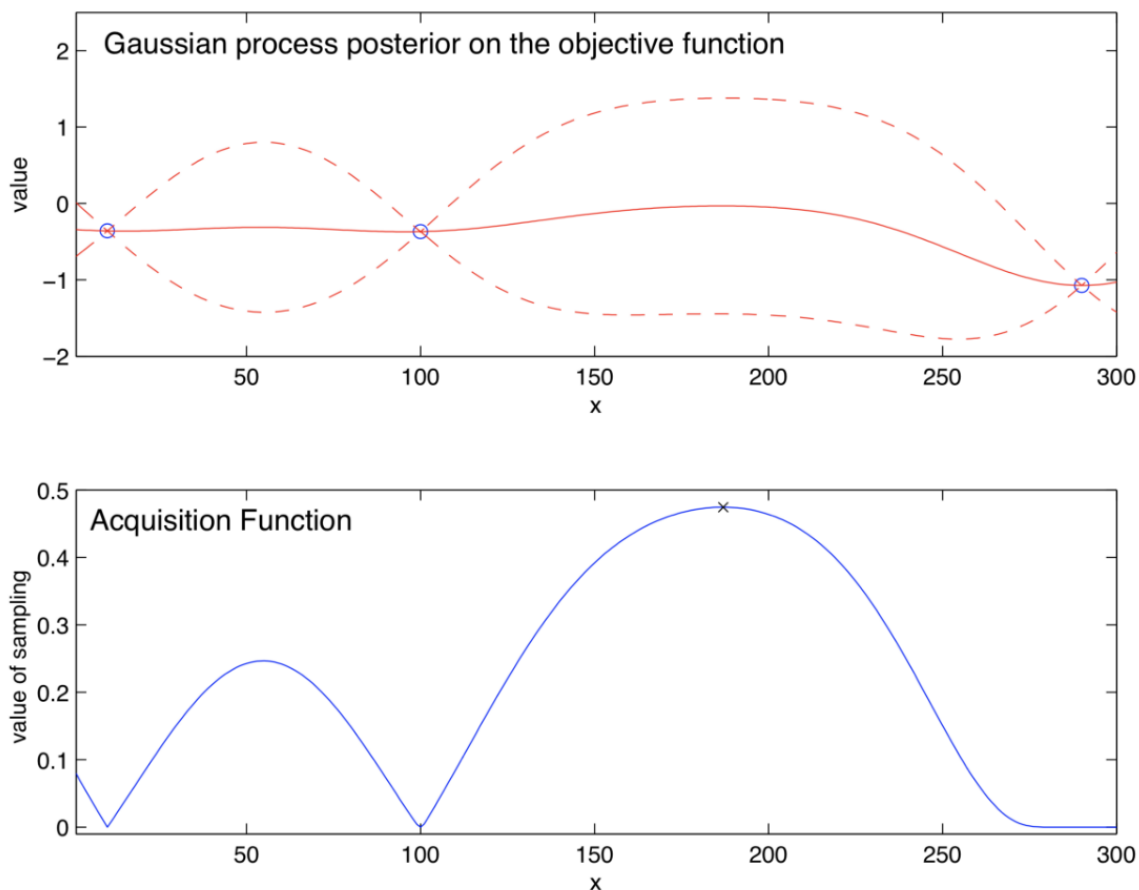 Gaussian process posterior on the objective function
2
1
0
−1
−2
value
50 100 150 200 250 300
x
Acquisition Function
0.5
0.4
0.3
0.2
0.1
0
value of sampling
50 100 150 200 250 300
x